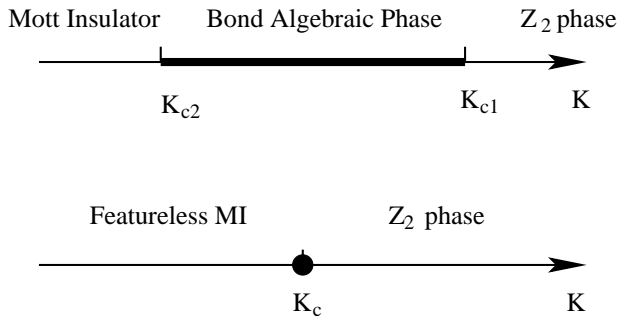 Mott Insulator Bond Algebraic Phase Z2 phase
Kc2 Kc1 K
Featureless MI Z2 phase
Kc K